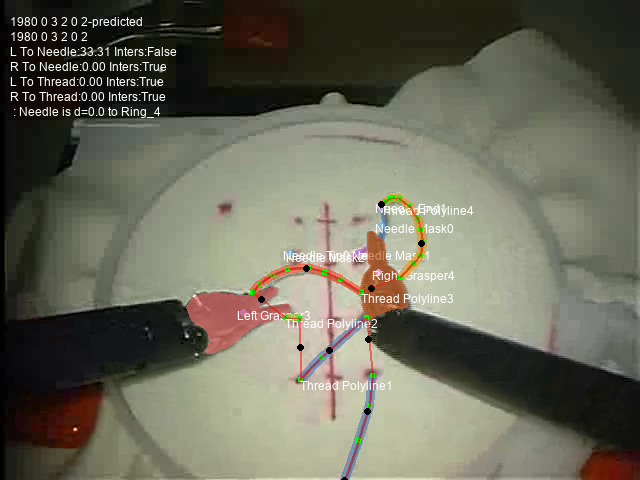 1980 0 3 2 0 2-predicted
1980 0 3 2 0 2
L To Needle:33.31 Inters:False
R To Needle:0.00 Inters:True
L To Thread:0.00 Inters:True
R To Thread:0.00 Inters:True
: Needle is d=0.0 to Ring_4
Thread Polyline4
Needle Mask0
Right Grasper4
Thread Polyline3
Left Grasper3
Thread Polyline2
Thread Polyline1